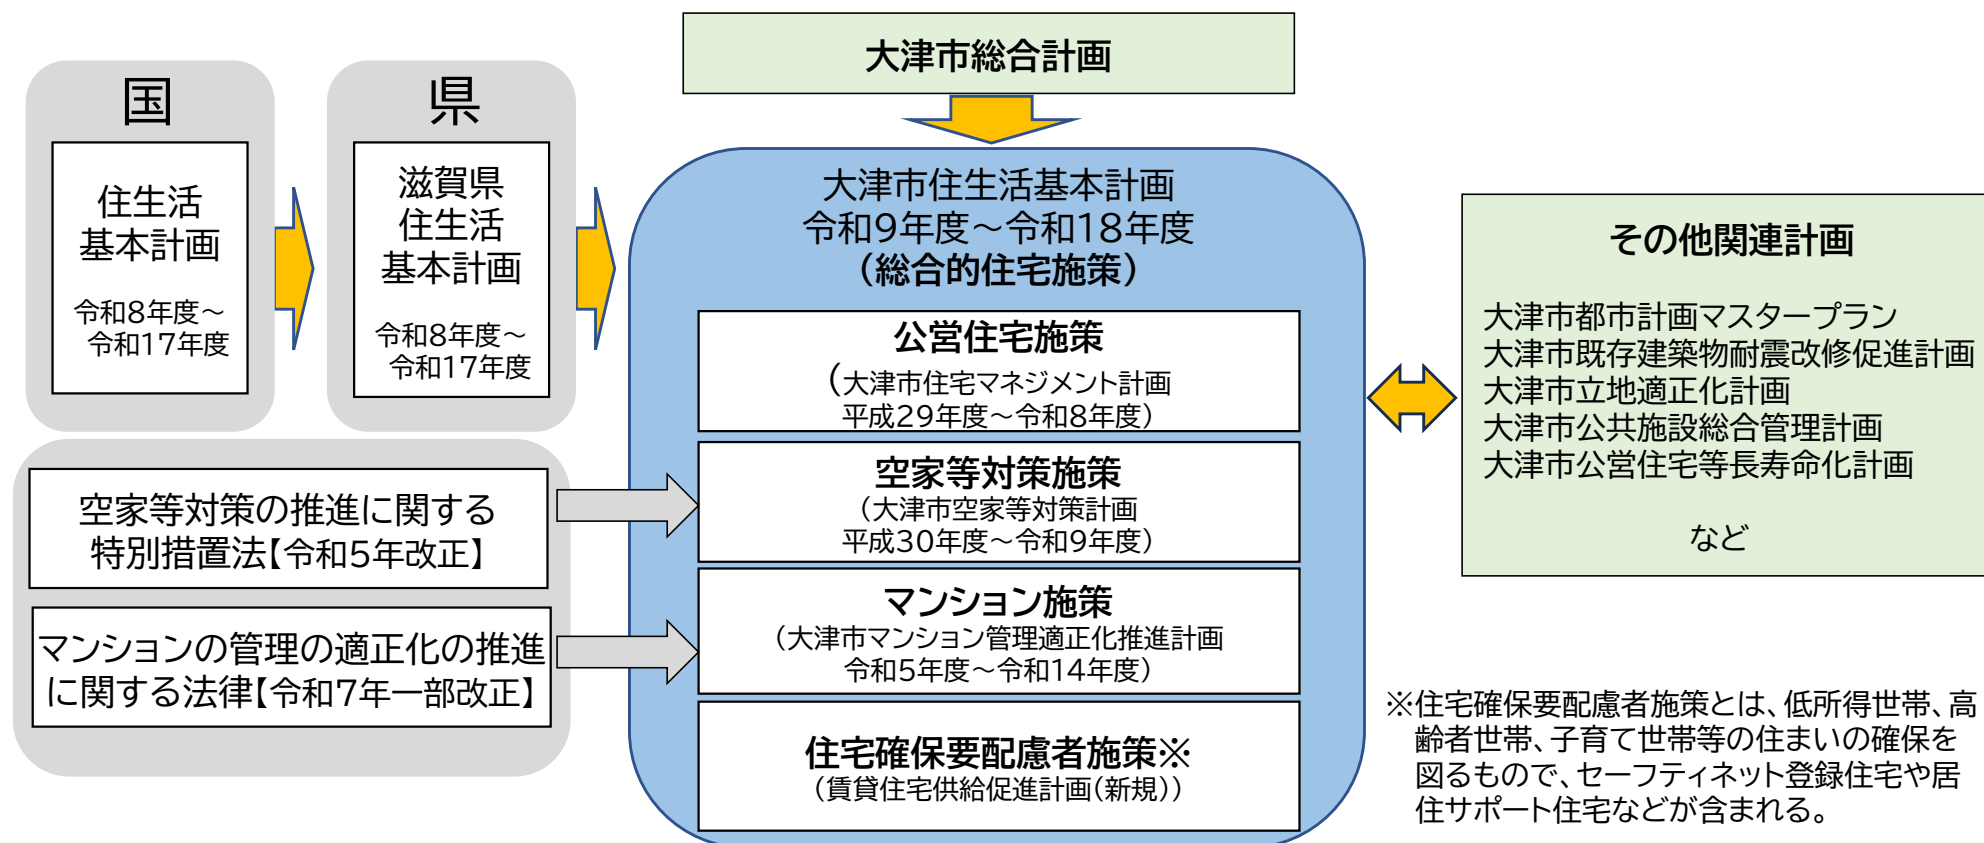 大津市総合計画
国
住生活
基本計画
令和8年度～
令和17年度
県
滋賀県
住生活
基本計画
令和8年度～
令和17年度
大津市住生活基本計画
令和9年度～令和18年度
（総合的住宅施策）
公営住宅施策
（大津市住宅マネジメント計画
平成29年度～令和8年度）
空家等対策施策
（大津市空家等対策計画
平成30年度～令和9年度）
マンション施策
（大津市マンション管理適正化推進計画
令和5年度～令和14年度）
住宅確保要配慮者施策※
（賃貸住宅供給促進計画（新規））
空家等対策の推進に関する
特別措置法【令和5年改正】
マンションの管理の適正化の推進
に関する法律【令和7年一部改正】
その他関連計画
大津市都市計画マスタープラン
大津市既存建築物耐震改修促進計画
大津市立地適正化計画
大津市公共施設総合管理計画
大津市公営住宅等長寿命化計画
など
※住宅確保要配慮者施策とは、低所得世帯、高
齢者世帯、子育て世帯等の住まいの確保を
図るもので、セーフティネット登録住宅や居
住サポート住宅などが含まれる。